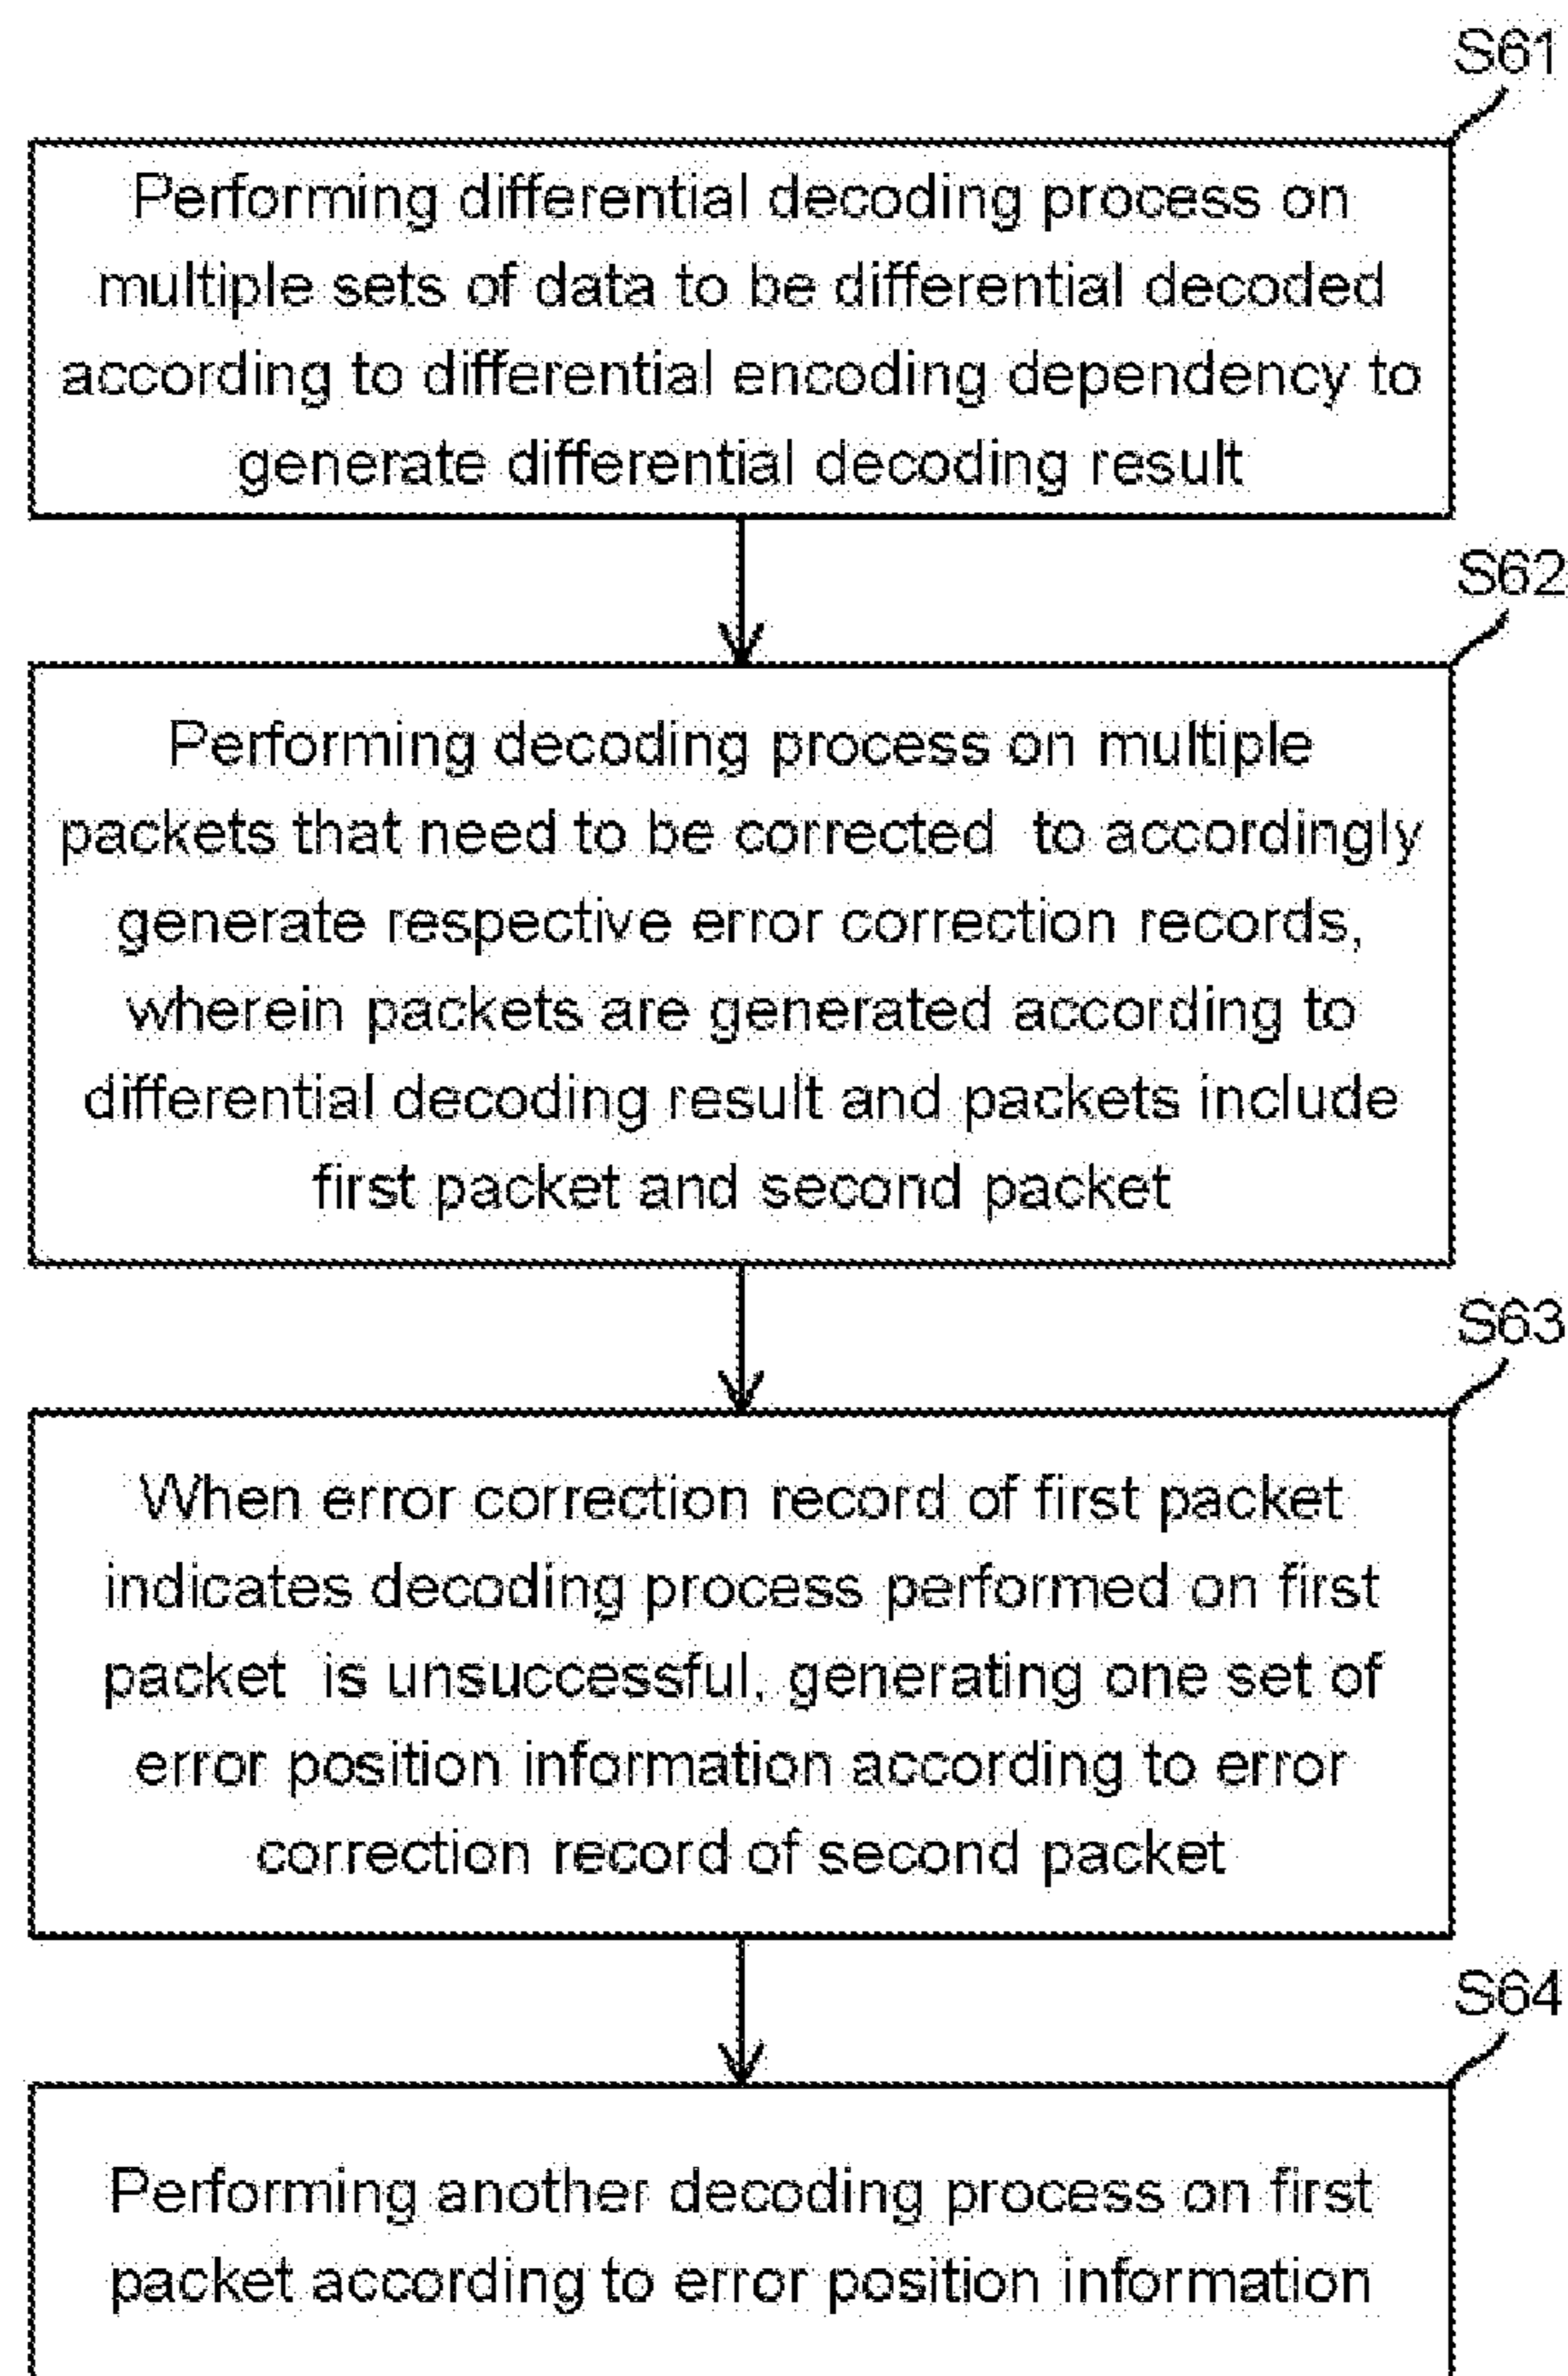 S61
Performing differential decoding process on
multiple sets of data to be differential decoded
according to differential encoding dependency to
generate differential decoding result
S62
Performing decoding process on multiple
packets that need to be corrected to accordingly
generate respective error correction records,
wherein packets are generated according to
differential decoding result and packets include
first packet and second packet
S63
When error correction record of first packet
indicates decoding process performed on first
packet is unsuccessful, generating one set of
error position information according to error
correction record of second packet
S64
Performing another decoding process on first
packet according to error position information